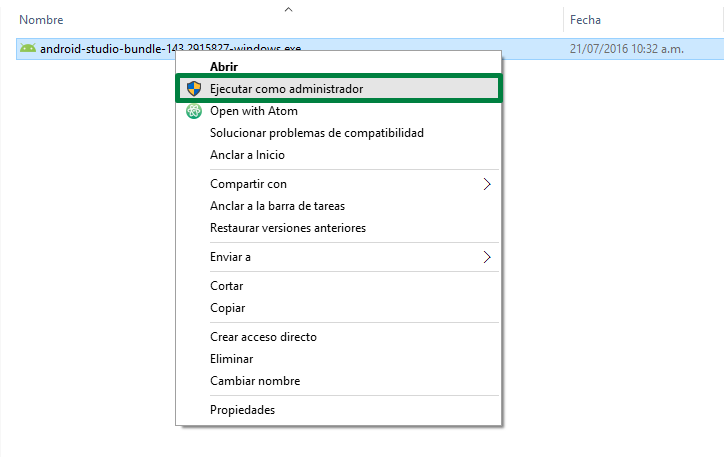 Nombre Fecha
android-studio-bundle-143.2915827-windows.exe 21/07/2016 10:32 a.m.
Abrir
Ejecutar como administrador
Open with Atom
Solucionar problemas de compatibilidad
Anclar a Inicio
Compartir con
Anclar a la barra de tareas
Restaurar versiones anteriores
Enviar a
Cortar
Copiar
Crear acceso directo
Eliminar
Cambiar nombre
Propiedades